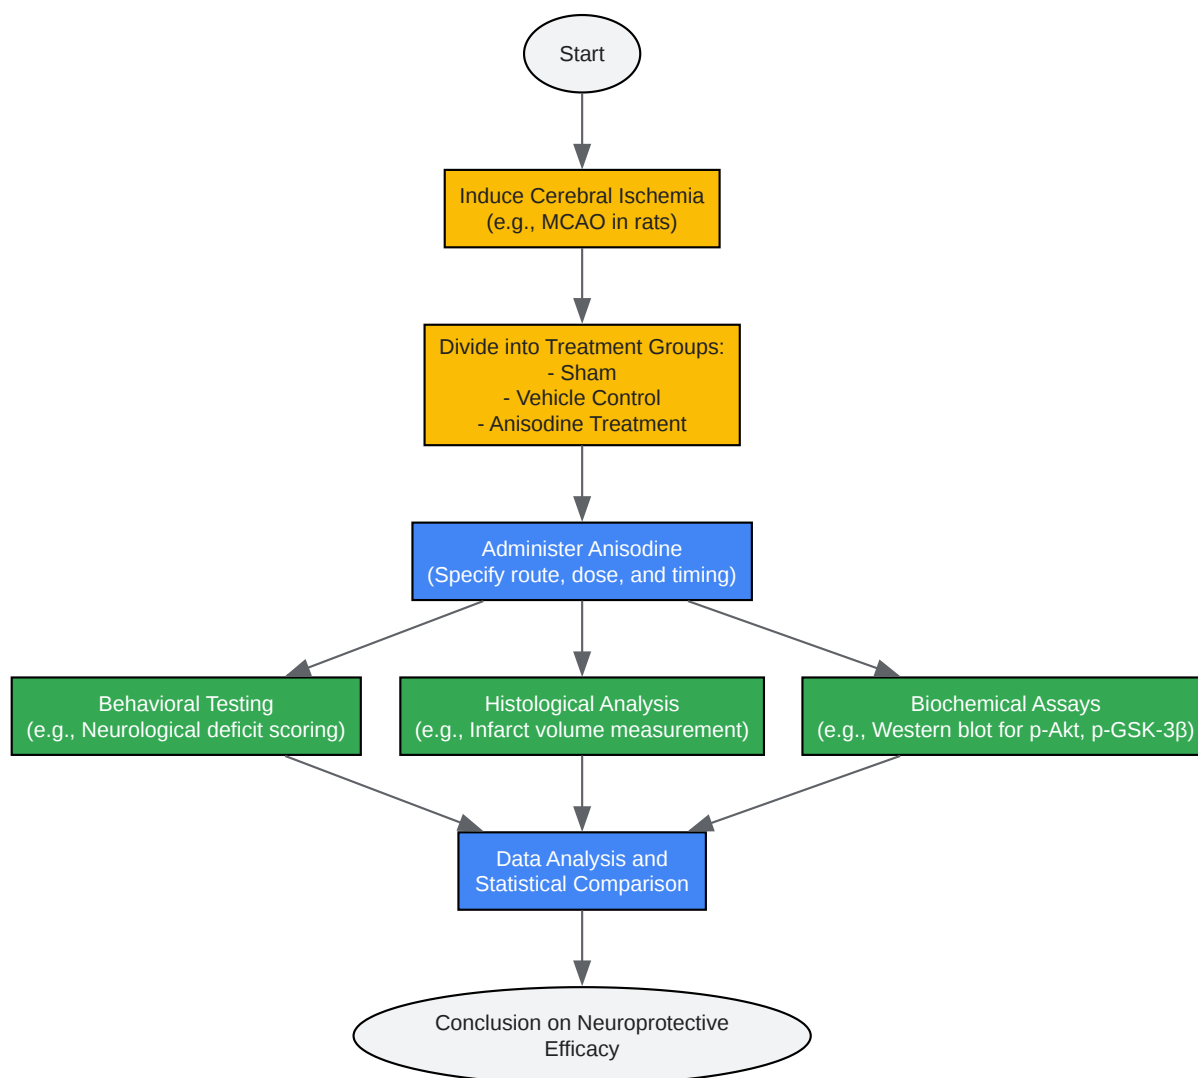 Start
Induce Cerebral Ischemia
(e.g., MCAO in rats)
Divide into Treatment Groups:
- Sham
- Vehicle Control
- Anisodine Treatment
Administer Anisodine
(Specify route, dose, and timing)
Behavioral Testing
(e.g., Neurological deficit scoring)
Histological Analysis
(e.g., Infarct volume measurement)
Biochemical Assays
(e.g., Western blot for p-Akt, p-GSK-3β)
Data Analysis and
Statistical Comparison
Conclusion on Neuroprotective
Efficacy